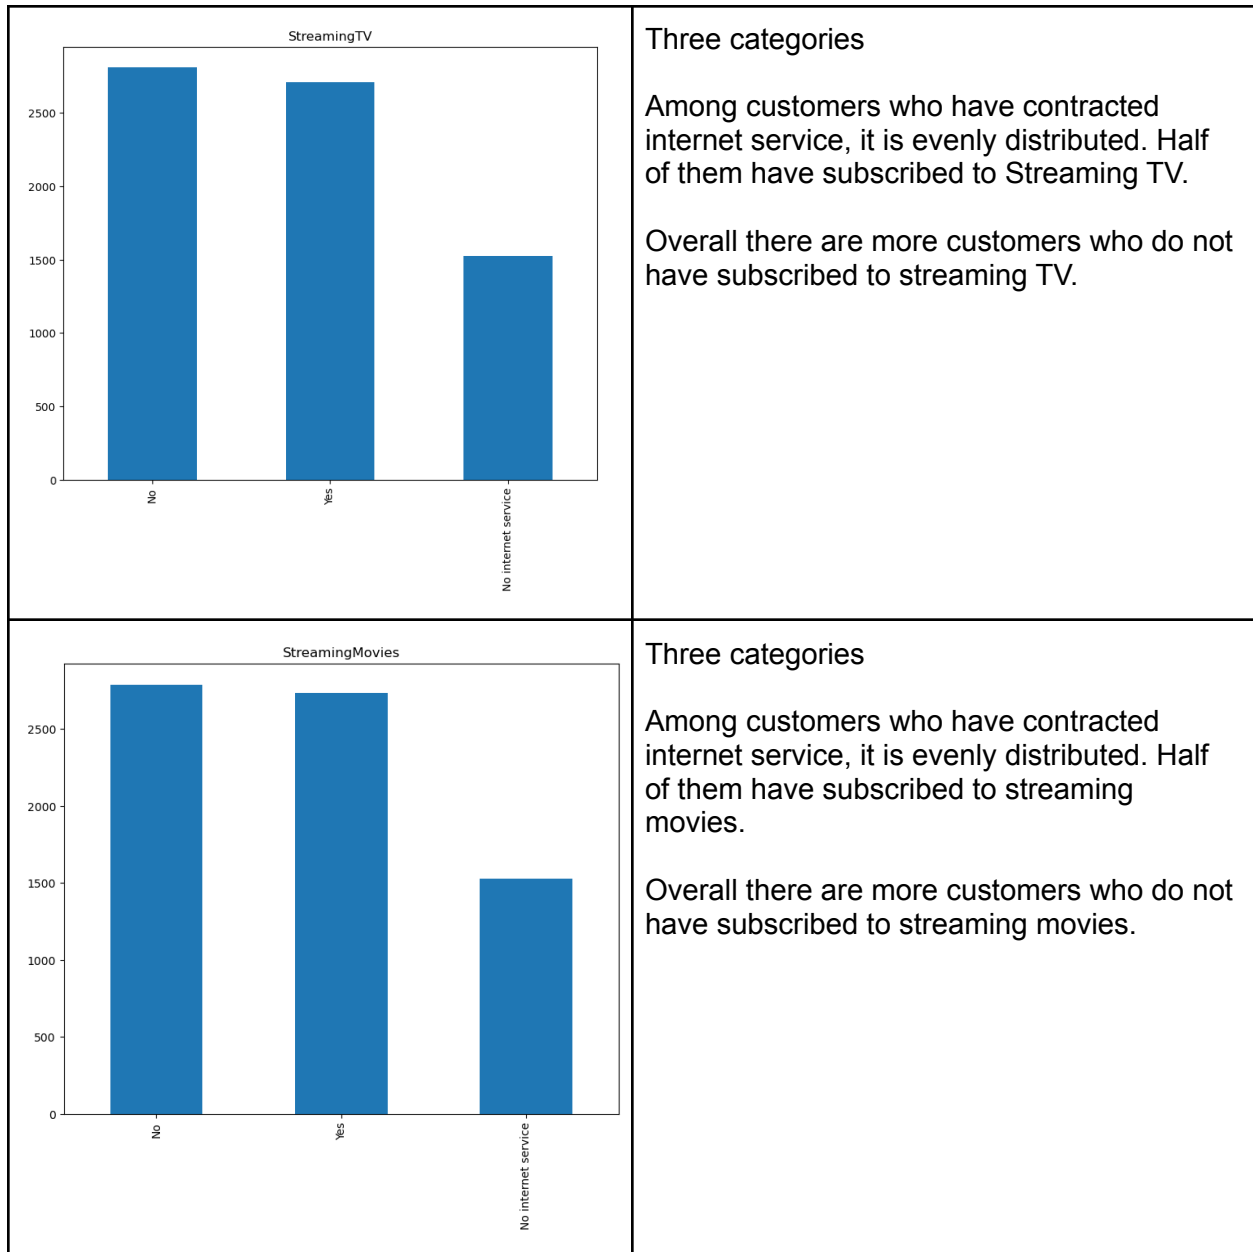 StreamingTV
2500
2000
1500
1000
500
0
No
Yes
No internet service
Three categories
Among customers who have contracted
internet service, it is evenly distributed. Half
of them have subscribed to Streaming TV.
Overall there are more customers who do not
have subscribed to streaming TV.
StreamingMovies
2500
2000
1500
1000
500
0
No
Yes
No internet service
Three categories
Among customers who have contracted
internet service, it is evenly distributed. Half
of them have subscribed to streaming
movies.
Overall there are more customers who do not
have subscribed to streaming movies.